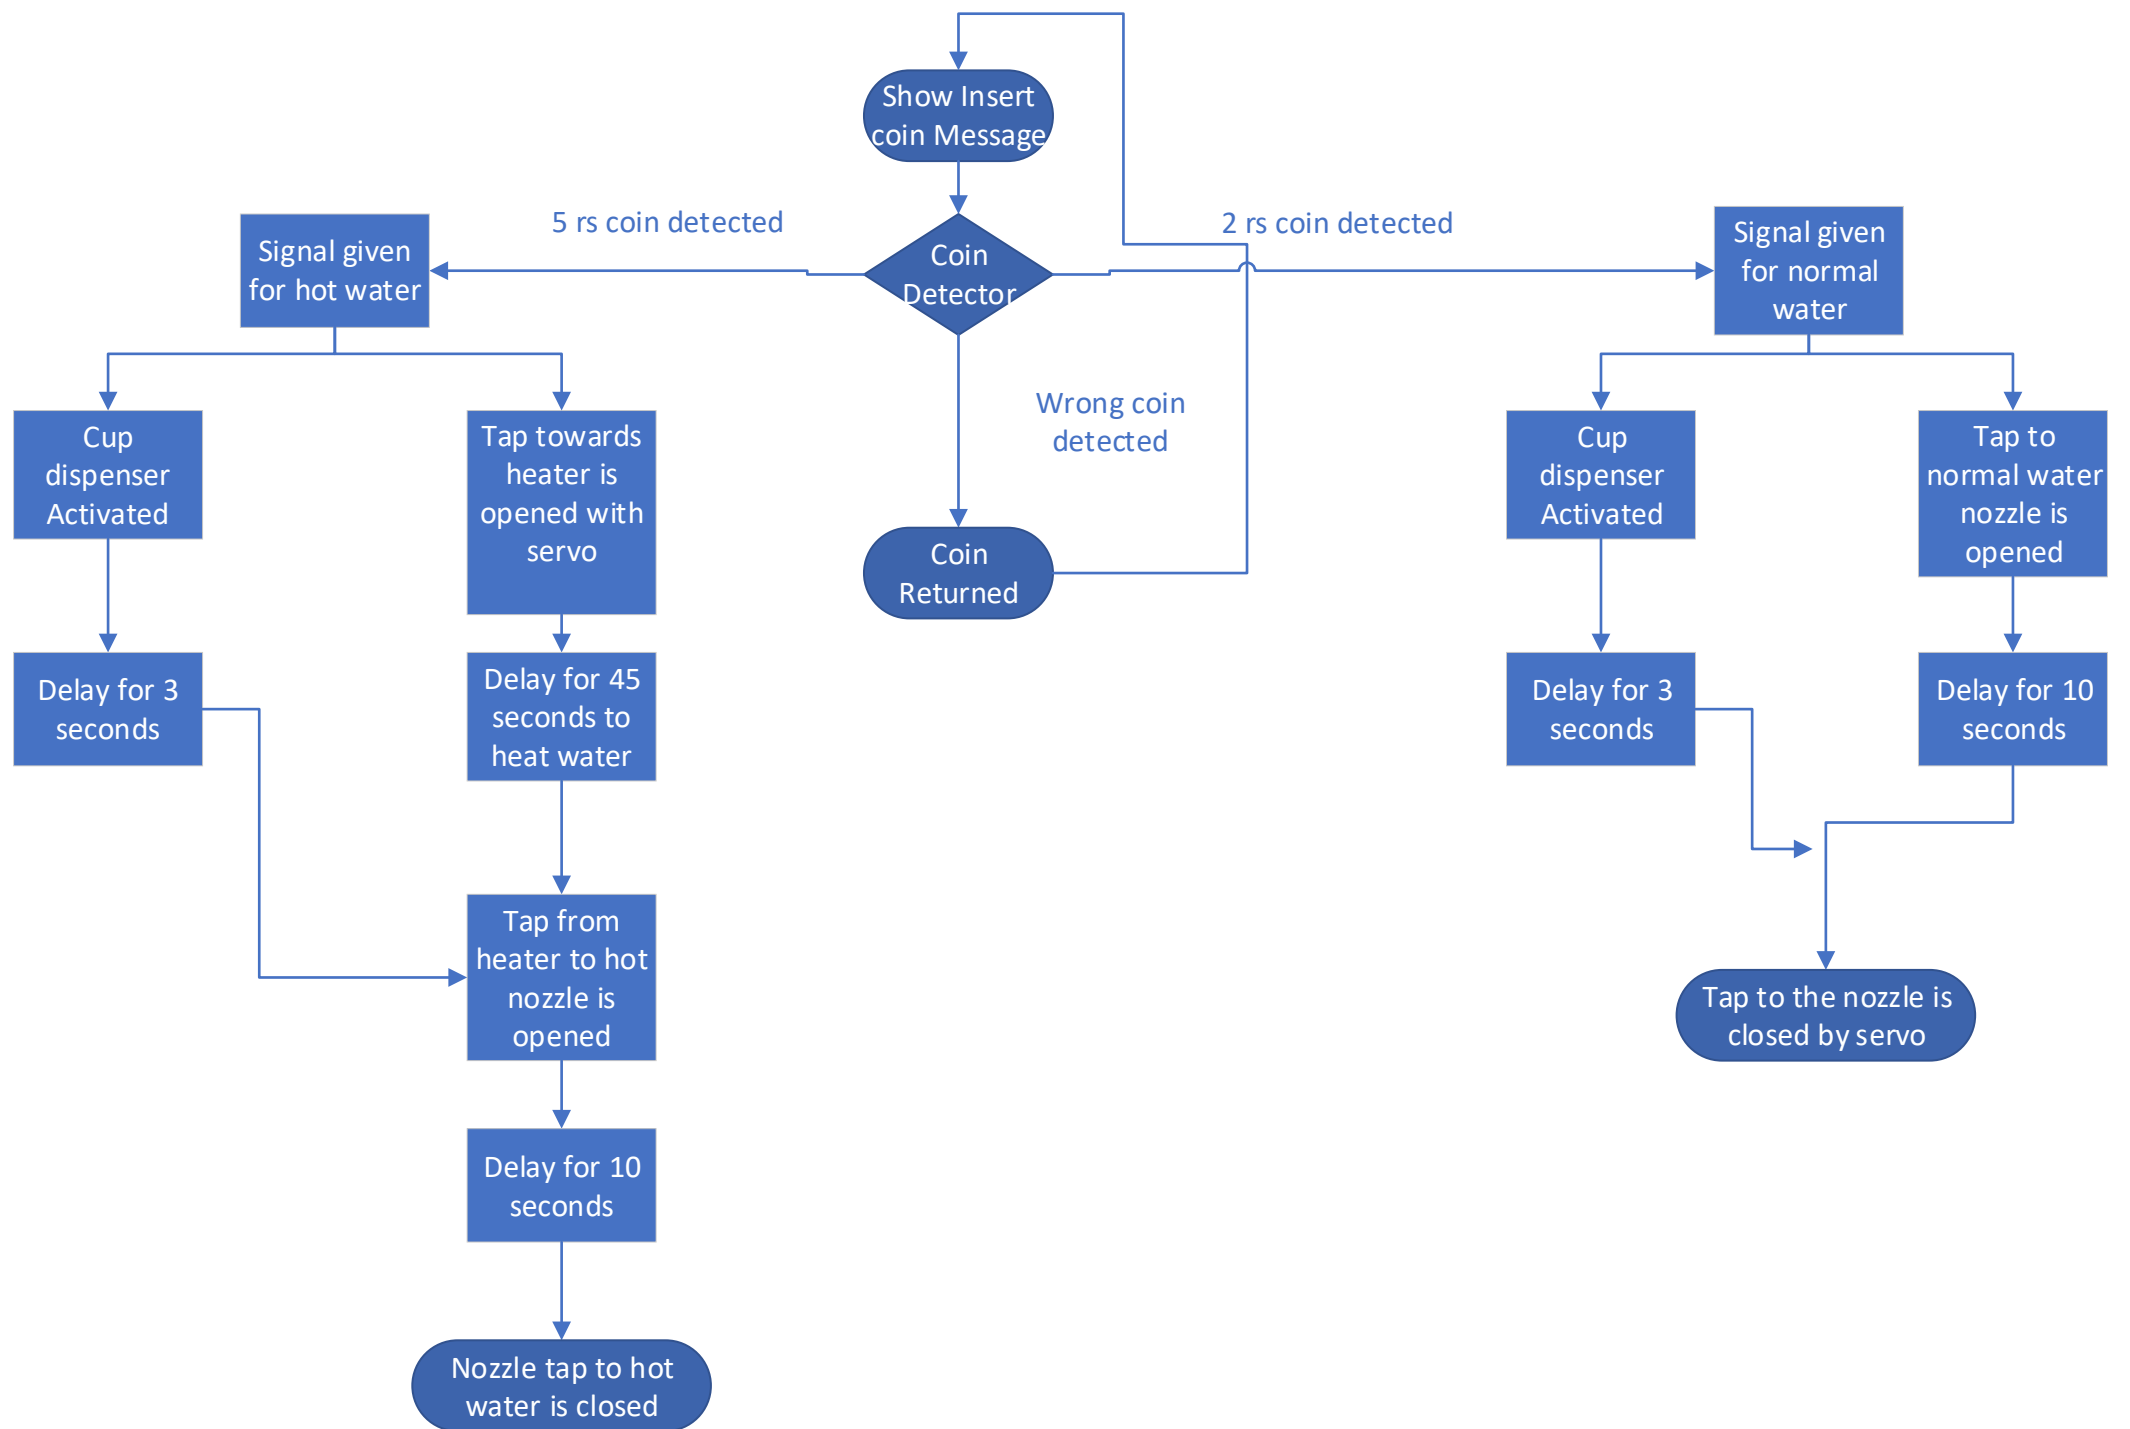 Show Insert
coin Message
5 rs coin detected
2 rs coin detected
Signal given
for hot water
Coin
Detector
Signal given
for normal
water
Wrong coin
detected
Cup
dispenser
Activated
Tap towards
heater is
opened with
servo
Coin
Returned
Cup
dispenser
Activated
Tap to
normal water
nozzle is
opened
Delay for 3
seconds
Delay for 45
seconds to
heat water
Delay for 3
seconds
Delay for 10
seconds
Tap from
heater to hot
nozzle is
opened
Tap to the nozzle is
closed by servo
Delay for 10
seconds
Nozzle tap to hot
water is closed